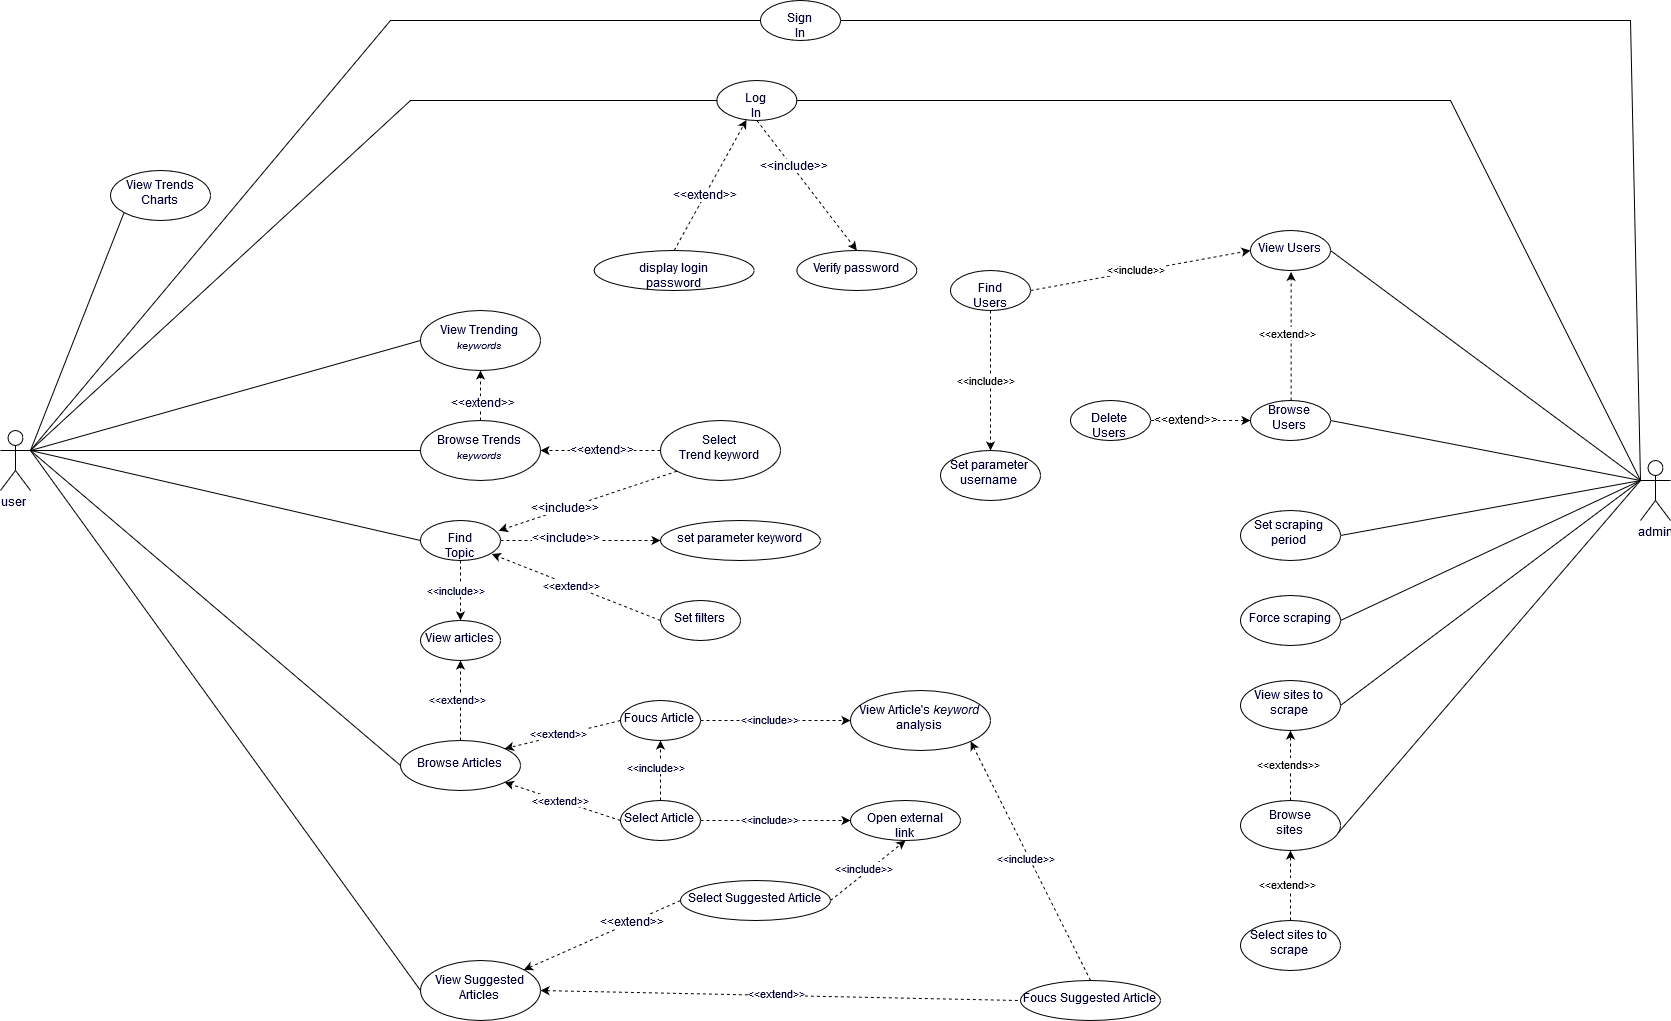 Sign
In
Log
In
<<include>>
<<extend>>
View Trends
Charts
display login
password
Verify password
View Users
<<include>>
Find
Users
View Trending
keywords
<<extend>>
<<include>>
<<extend>>
Browse Trends
keywords
<<extend>>
Select
Trend keyword
Delete
Users
<<extend>>
Browse
Users
user
Set parameter
username
<<include>>
Find
Topic
<<include>>
set parameter keyword
Set scraping
period
admin
<<extend>>
<<include>>
Set filters
Force scraping
View articles
<<extend>>
View sites to
scrape
Foucs Article
<<include>>
View Article's keyword
analysis
<<extend>>
Browse Articles
<<include>>
<<extends>>
<<extend>>
Select Article
<<include>>
Open external
link
Browse
sites
<<include>>
<<include>>
<<extend>>
Select Suggested Article
<<extend>>
Select sites to
scrape
View Suggested
Articles
<<extend>>
Foucs Suggested Article